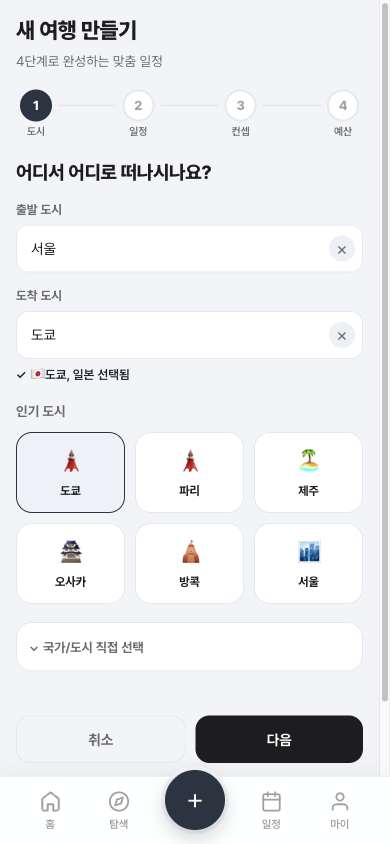 새 여행 만들기
4단계로 완성하는 맞춤 일정
1 2 3 4
도시 일정 컨셉 예산
어디서 어디로 떠나시나요?
출발 도시
서울 ×
도착 도시
도쿄 ×
✓ 🇯🇵도쿄, 일본 선택됨
인기 도시
도쿄 파리 제주
오사카 방콕 서울
국가/도시 직접 선택
취소 다음
+
홈 탐색 일정 마이